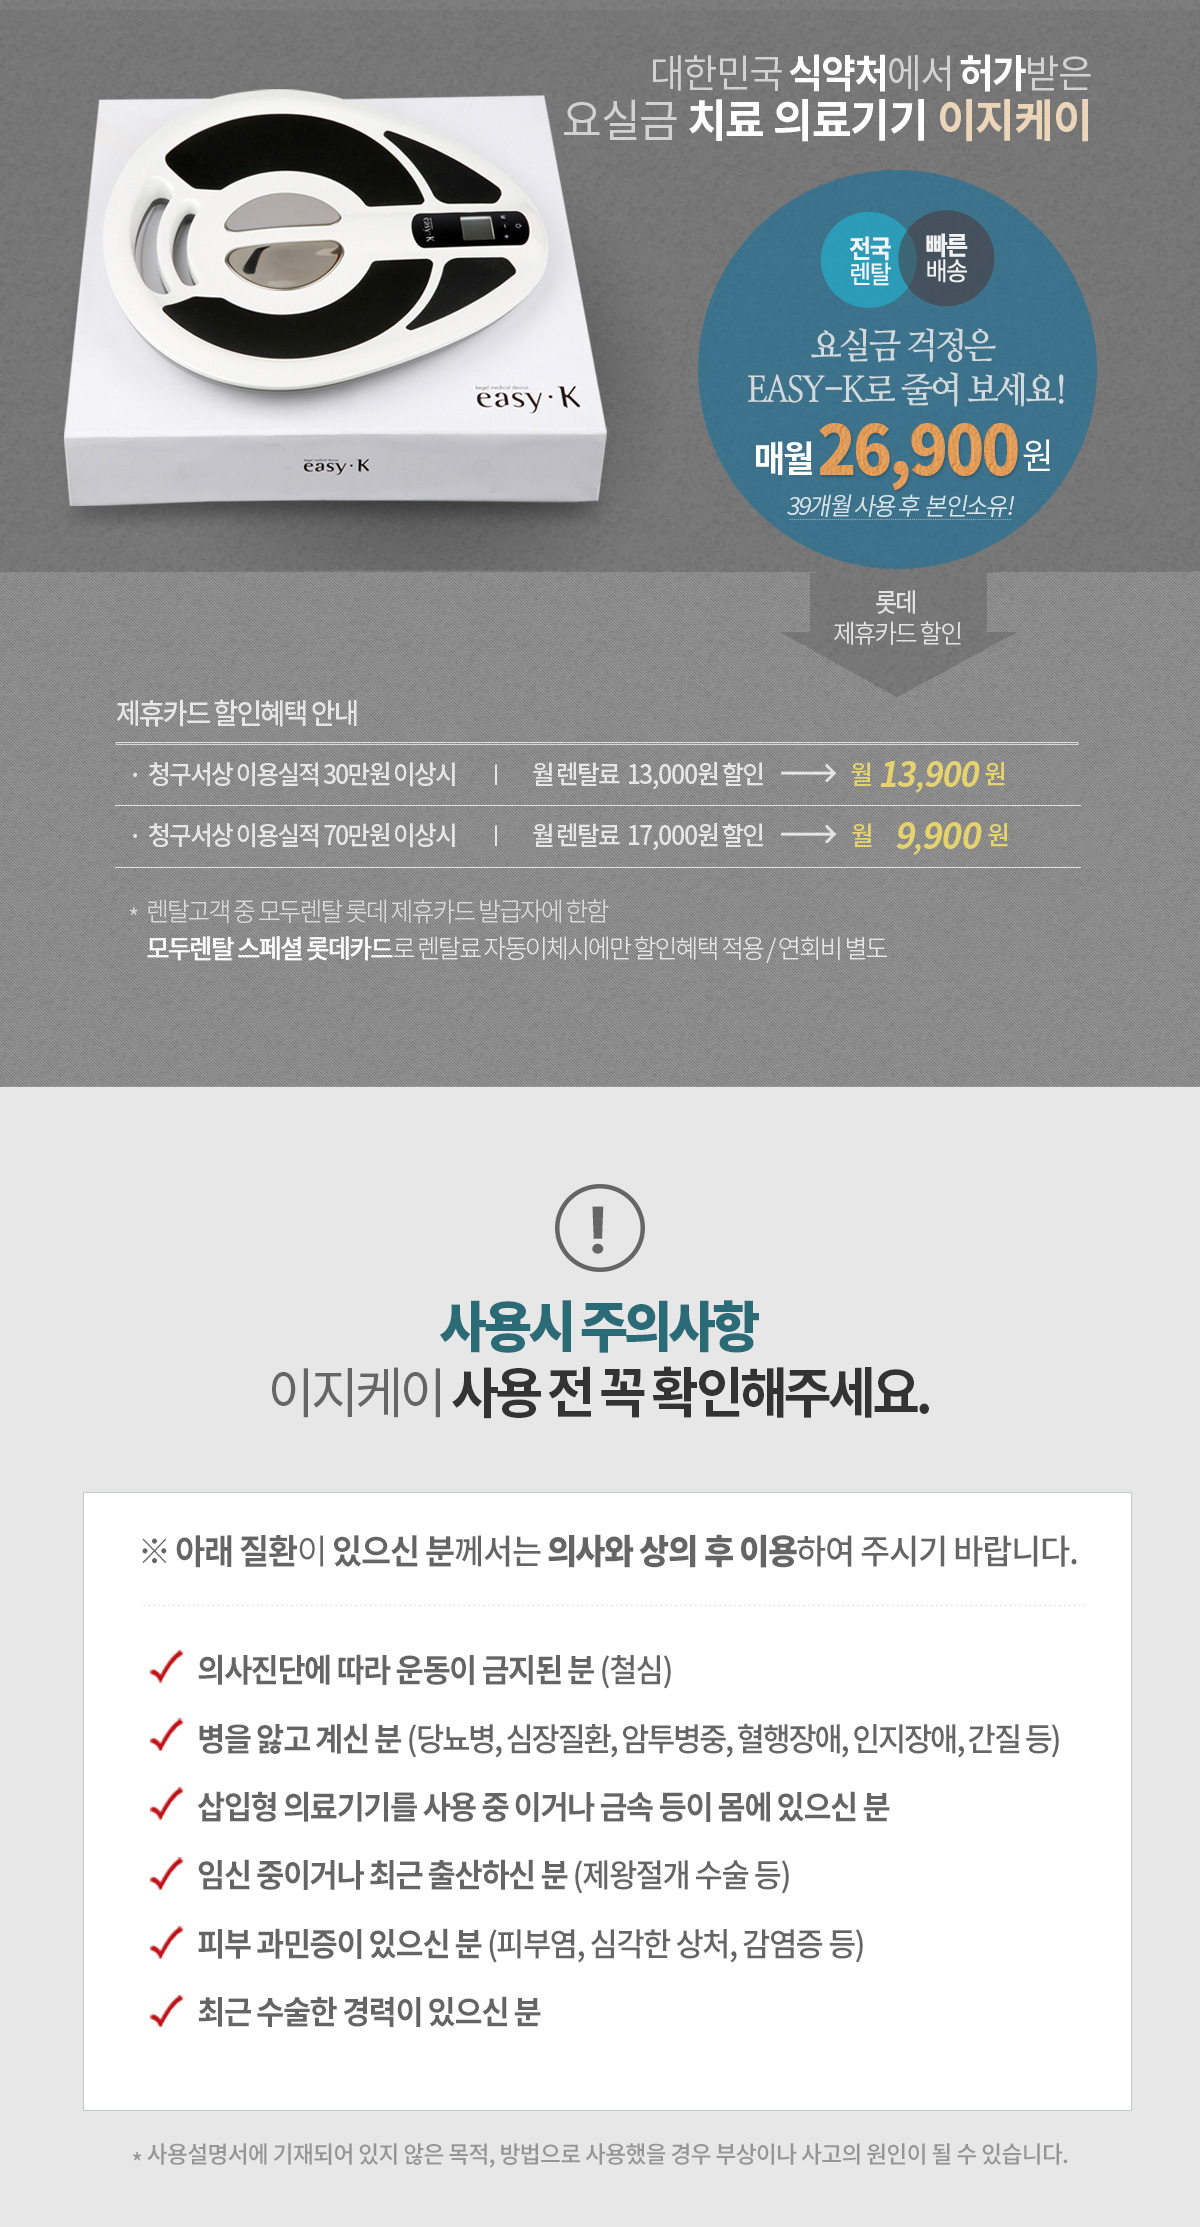 대한민국 식약처에서 허가받은
요실금 치료 의료기기 이지케이
전국
렌탈
빠른
배송
요실금 걱정은
EASY-K로 줄여 보세요!
매월 26,900 원
39개월 사용 후 본인소유!
easy·K
kegel medical device
easy·K
kegel medical device
easy·K
롯데
제휴카드 할인
제휴카드 할인혜택 안내
· 청구서상 이용실적 30만원 이상시 | 월 렌탈료 13,000원 할인 → 월 13,900 원
· 청구서상 이용실적 70만원 이상시 | 월 렌탈료 17,000원 할인 → 월 9,900 원
* 렌탈고객 중 모두렌탈 롯데 제휴카드 발급자에 한함
모두렌탈 스페셜 롯데카드로 렌탈료 자동이체시에만 할인혜택 적용 / 연회비 별도
!
사용시 주의사항
이지케이 사용 전 꼭 확인해주세요.
※ 아래 질환이 있으신 분께서는 의사와 상의 후 이용하여 주시기 바랍니다.
의사진단에 따라 운동이 금지된 분 (철심)
병을 앓고 계신 분 (당뇨병, 심장질환, 암투병중, 혈행장애, 인지장애, 간질 등)
삽입형 의료기기를 사용 중 이거나 금속 등이 몸에 있으신 분
임신 중이거나 최근 출산하신 분 (제왕절개 수술 등)
피부 과민증이 있으신 분 (피부염, 심각한 상처, 감염증 등)
최근 수술한 경력이 있으신 분
* 사용설명서에 기재되어 있지 않은 목적, 방법으로 사용했을 경우 부상이나 사고의 원인이 될 수 있습니다.